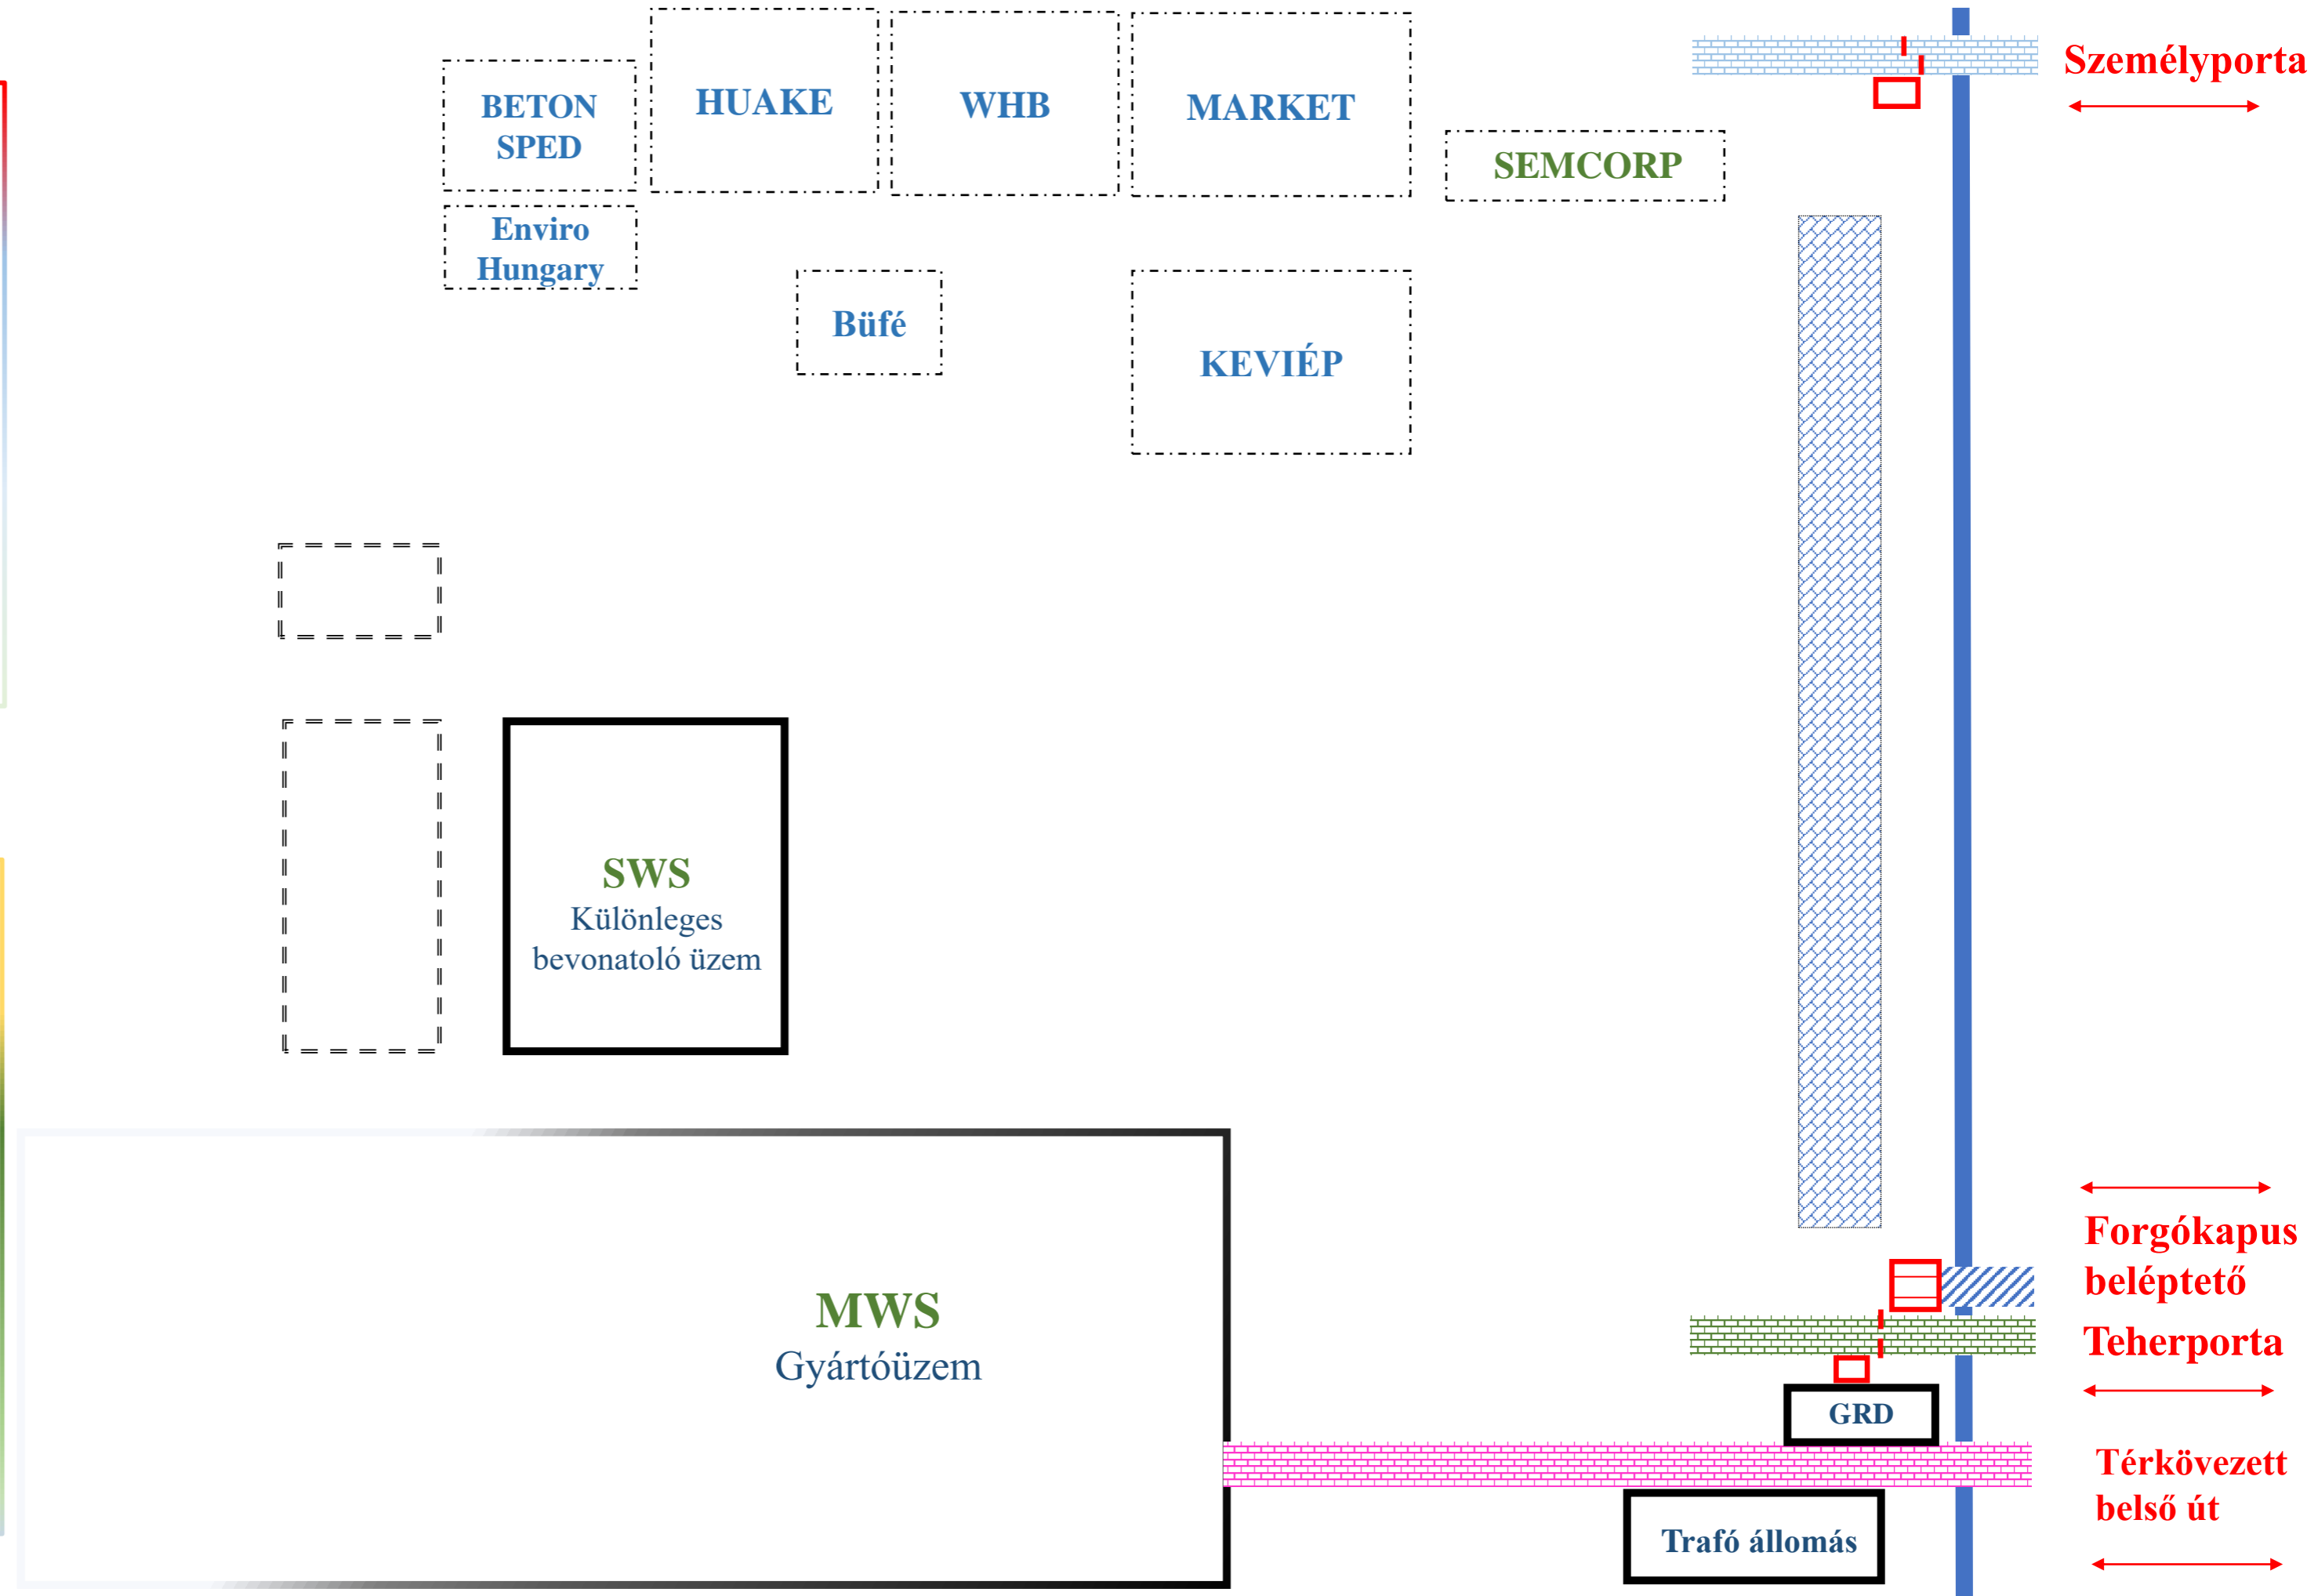 Személyporta
BETON
SPED
HUAKE
WHB
MARKET
SEMCORP
Enviro
Hungary
Büfé
KEVIÉP
SWS
Különleges
bevonatoló üzem
Forgókapus
beléptető
MWS
Gyártóüzem
Teherporta
GRD
Térkövezett
belső út
Trafó állomás